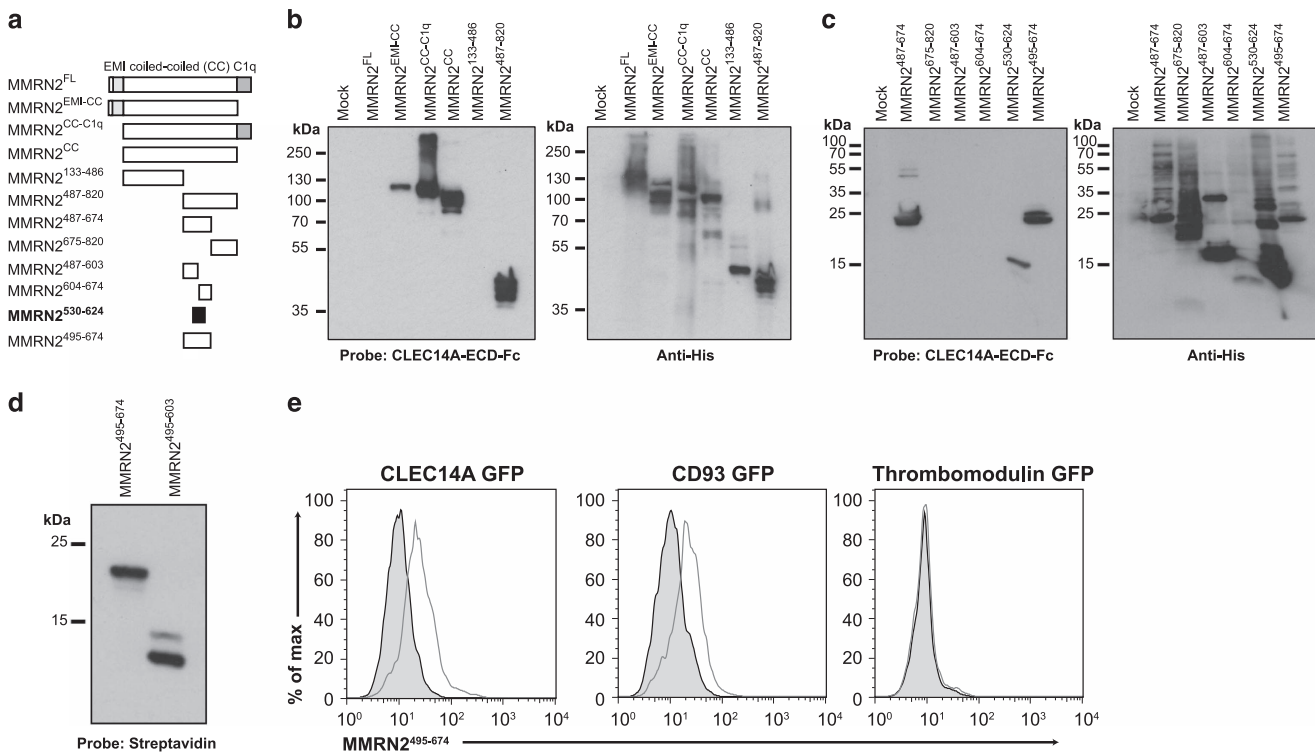 a
EMI coiled-coiled (CC) C1q
MMRN2FL
MMRN2EMI-CC
MMRN2CC-C1q
MMRN2CC
MMRN2133-486
MMRN2487-820
MMRN2487-674
MMRN2675-820
MMRN2487-603
MMRN2604-674
MMRN2530-624
MMRN2495-674
b
Mock
MMRN2FL
MMRN2EMI-CC
MMRN2CC-C1q
MMRN2CC
MMRN2133-486
MMRN2487-820
kDa
250
130
100
70
55
35
Probe: CLEC14A-ECD-Fc
Mock
MMRN2FL
MMRN2EMI-CC
MMRN2CC-C1q
MMRN2CC
MMRN2133-486
MMRN2487-820
kDa
250
130
100
70
55
35
Anti-His
c
Mock
MMRN2487-674
MMRN2675-820
MMRN2487-603
MMRN2604-674
MMRN2530-624
MMRN2495-674
kDa
100
70
55
35
25
15
Probe: CLEC14A-ECD-Fc
Mock
MMRN2487-674
MMRN2675-820
MMRN2487-603
MMRN2604-674
MMRN2530-624
MMRN2495-674
kDa
100
70
55
35
25
15
Anti-His
d
MMRN2495-674
MMRN2495-603
kDa
25
15
Probe: Streptavidin
e
CLEC14A GFP
CD93 GFP
Thrombomodulin GFP
% of max
100
80
60
40
20
0
100 101 102 103 104
100
80
60
40
20
0
100 101 102 103 104
100
80
60
40
20
0
100 101 102 103 104
MMRN2495-674